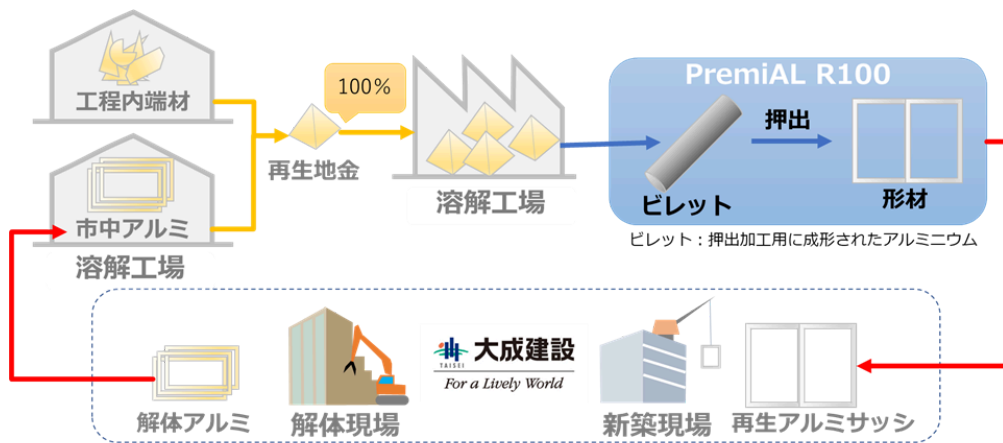 工程内端材
100%
再生地金
市中アルミ
溶解工場
溶解工場
PremiAL R100
押出
ビレット
形材
ビレット：押出加工用に成形されたアルミニウム
解体アルミ
解体現場
TAISEI
大成建設
For a Lively World
新築現場
再生アルミサッシ